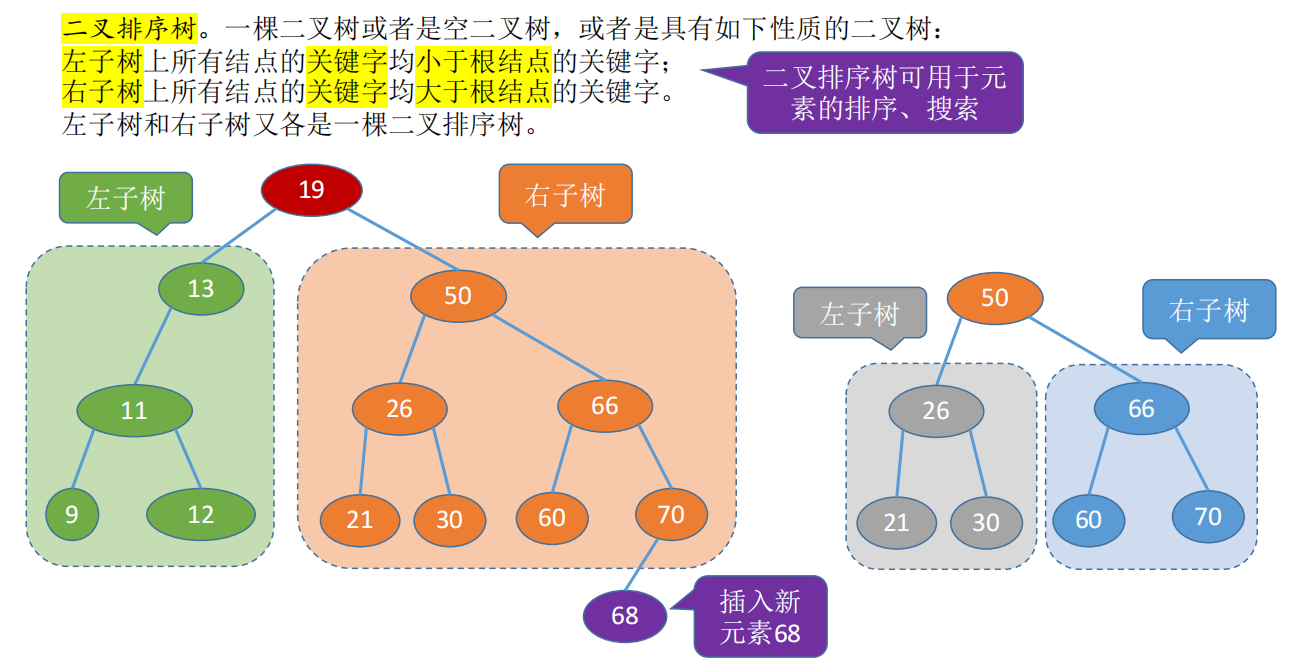 二叉排序树。一棵二叉树或者是空二叉树，或者是具有如下性质的二叉树：
左子树上所有结点的关键字均小于根结点的关键字；
右子树上所有结点的关键字均大于根结点的关键字。
左子树和右子树又各是一棵二叉排序树。
二叉排序树可用于元
素的排序、搜索
左子树
19
右子树
13
50
11
26
66
9
12
21
30
60
70
68
插入新
元素68
左子树
50
右子树
26
66
21
30
60
70